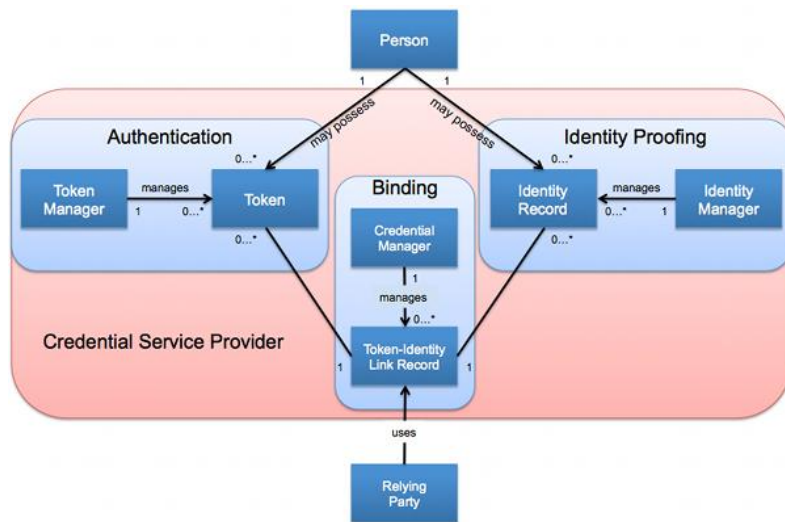 Person
1
1
may possess
may possess
Authentication
Identity Proofing
0...*
0...*
Binding
Token
Manager
manages
1
0...*
Token
Identity
Record
manages
0...*
1
Identity
Manager
0...*
0...*
Credential
Manager
1
manages
0...*
Credential Service Provider
1
Token-Identity
Link Record
1
uses
Relying
Party